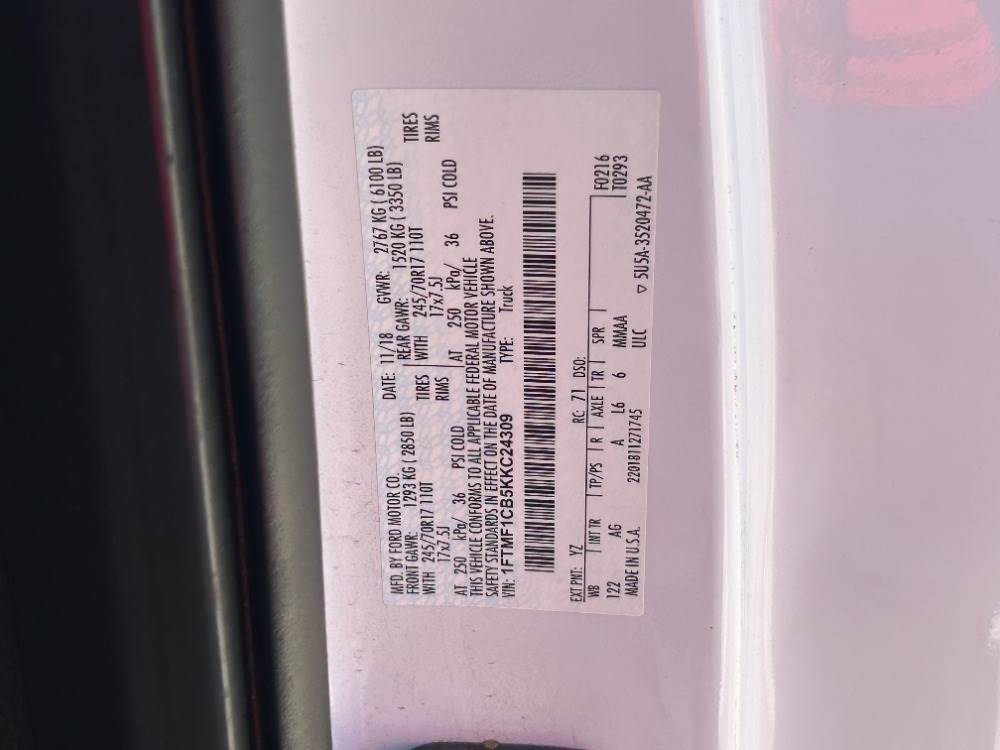 MFD. BY FORD MOTOR CO.
DATE: 11/18 GVWR: 2767 KG ( 6100 LB)
FRONT GAWR: 1293 KG ( 2850 LB)
REAR GAWR: 1520 KG ( 3350 LB)
WITH 245/70R17 110T TIRES
WITH 245/70R17 110T TIRES
17x7.5J RIMS
17x7.5J RIMS
AT 250 kPa/ 36 PSI COLD
AT 250 kPa/ 36 PSI COLD
THIS VEHICLE CONFORMS TO ALL APPLICABLE FEDERAL MOTOR VEHICLE
SAFETY STANDARDS IN EFFECT ON THE DATE OF MANUFACTURE SHOWN ABOVE.
VIN: 1FTMF1CB5KKC24309 TYPE: Truck
EXT PNT: YZ RC: 71 DSO: F0216
WB INT TR TP/PS R AXLE TR SPR T0293
122 AG A L6 6 MMAA
MADE IN U.S.A. 2201811271745 ULC
▽ 5U5A-3520472-AA